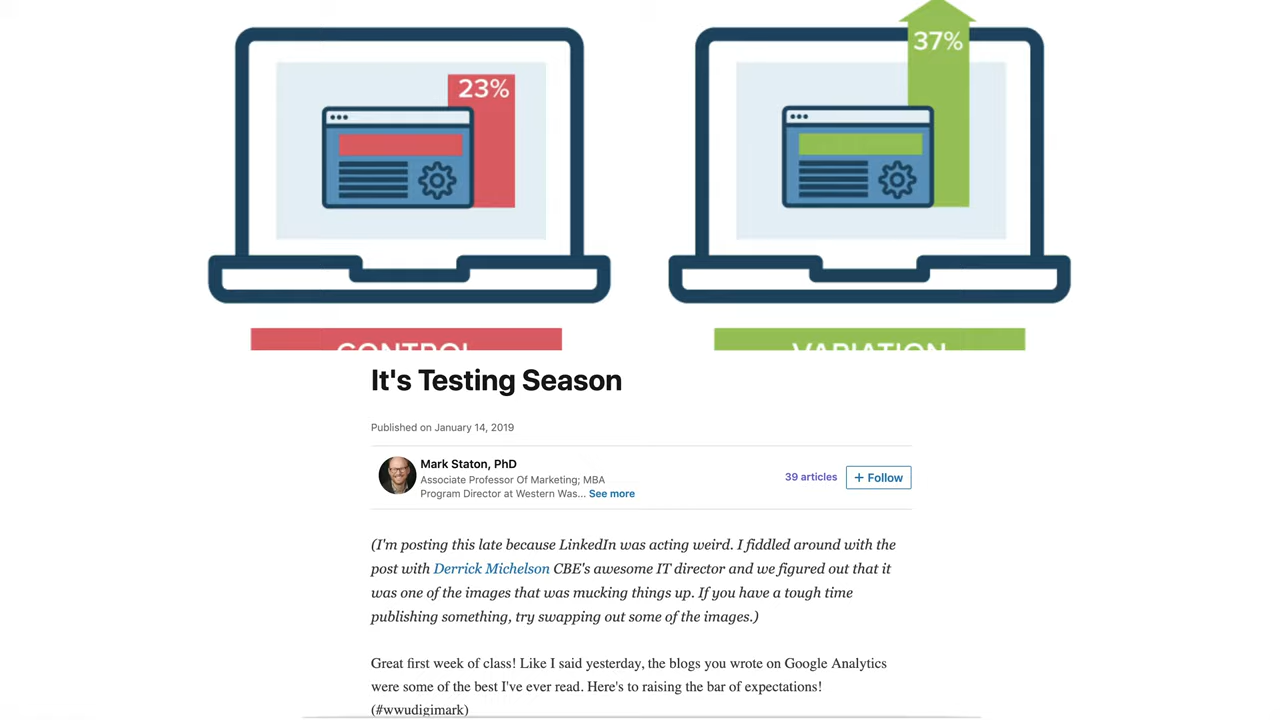 23%
37%
CONTROL
VARIATION
It's Testing Season
Published on January 14, 2019
Mark Staton, PhD
Associate Professor Of Marketing; MBA
Program Director at Western Was... See more
39 articles
+ Follow
(I'm posting this late because LinkedIn was acting weird. I fiddled around with the
post with Derrick Michelson CBE's awesome IT director and we figured out that it
was one of the images that was mucking things up. If you have a tough time
publishing something, try swapping out some of the images.)
Great first week of class! Like I said yesterday, the blogs you wrote on Google Analytics
were some of the best I've ever read. Here's to raising the bar of expectations!
(#wwudigimark)